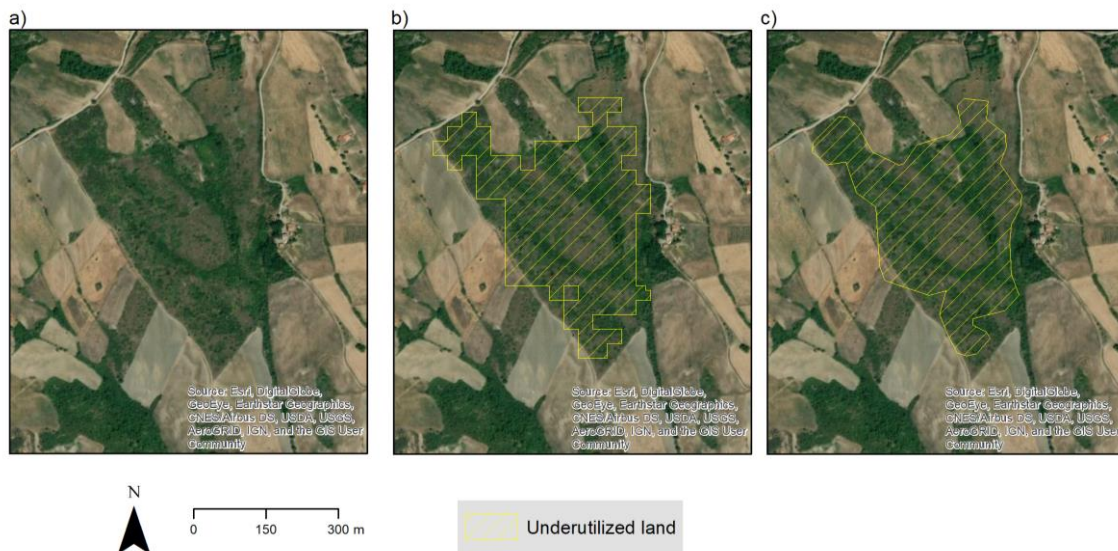 a)
b)
c)
Source: Esri, DigitalGlobe,
GeoEye, Earthstar Geographics,
CNES/Airbus DS, USDA, USGS,
AeroGRID, IGN, and the GIS User
Community
Source: Esri, DigitalGlobe,
GeoEye, Earthstar Geographics,
CNES/Airbus DS, USDA, USGS,
AeroGRID, IGN, and the GIS User
Community
Source: Esri, DigitalGlobe,
GeoEye, Earthstar Geographics,
CNES/Airbus DS, USDA, USGS,
AeroGRID, IGN, and the GIS User
Community
N
0 150 300 m
Underutilized land